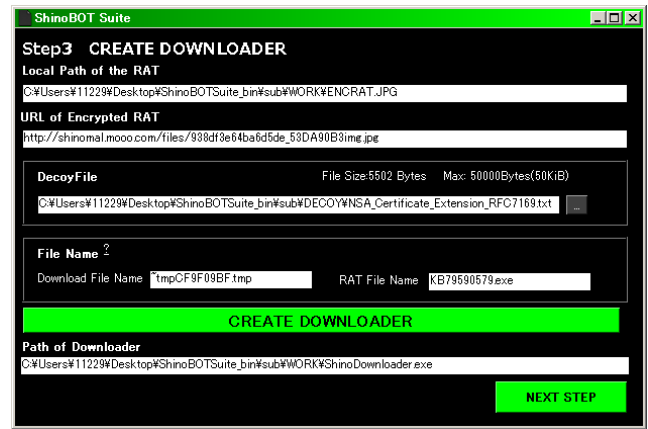 ShinoBOT Suite
Step3 CREATE DOWNLOADER
Local Path of the RAT
C:¥Users¥11229¥Desktop¥ShinoBOTSuite_bin¥sub¥WORK¥ENCRAT.JPG
URL of Encrypted RAT
http://shinomal.mooo.com/files/938df3e64ba6d5de_53DA90B3img.jpg
DecoyFile File Size:5502 Bytes Max: 50000Bytes(50KiB)
C:¥Users¥11229¥Desktop¥ShinoBOTSuite_bin¥sub¥DECOY¥NSA_Certificate_Extension_RFC7169.txt ...
File Name ?
Download File Name ~tmpCF9F09BF.tmp RAT File Name KB79590579.exe
CREATE DOWNLOADER
Path of Downloader
C:¥Users¥11229¥Desktop¥ShinoBOTSuite_bin¥sub¥WORK¥ShinoDownloader.exe
NEXT STEP